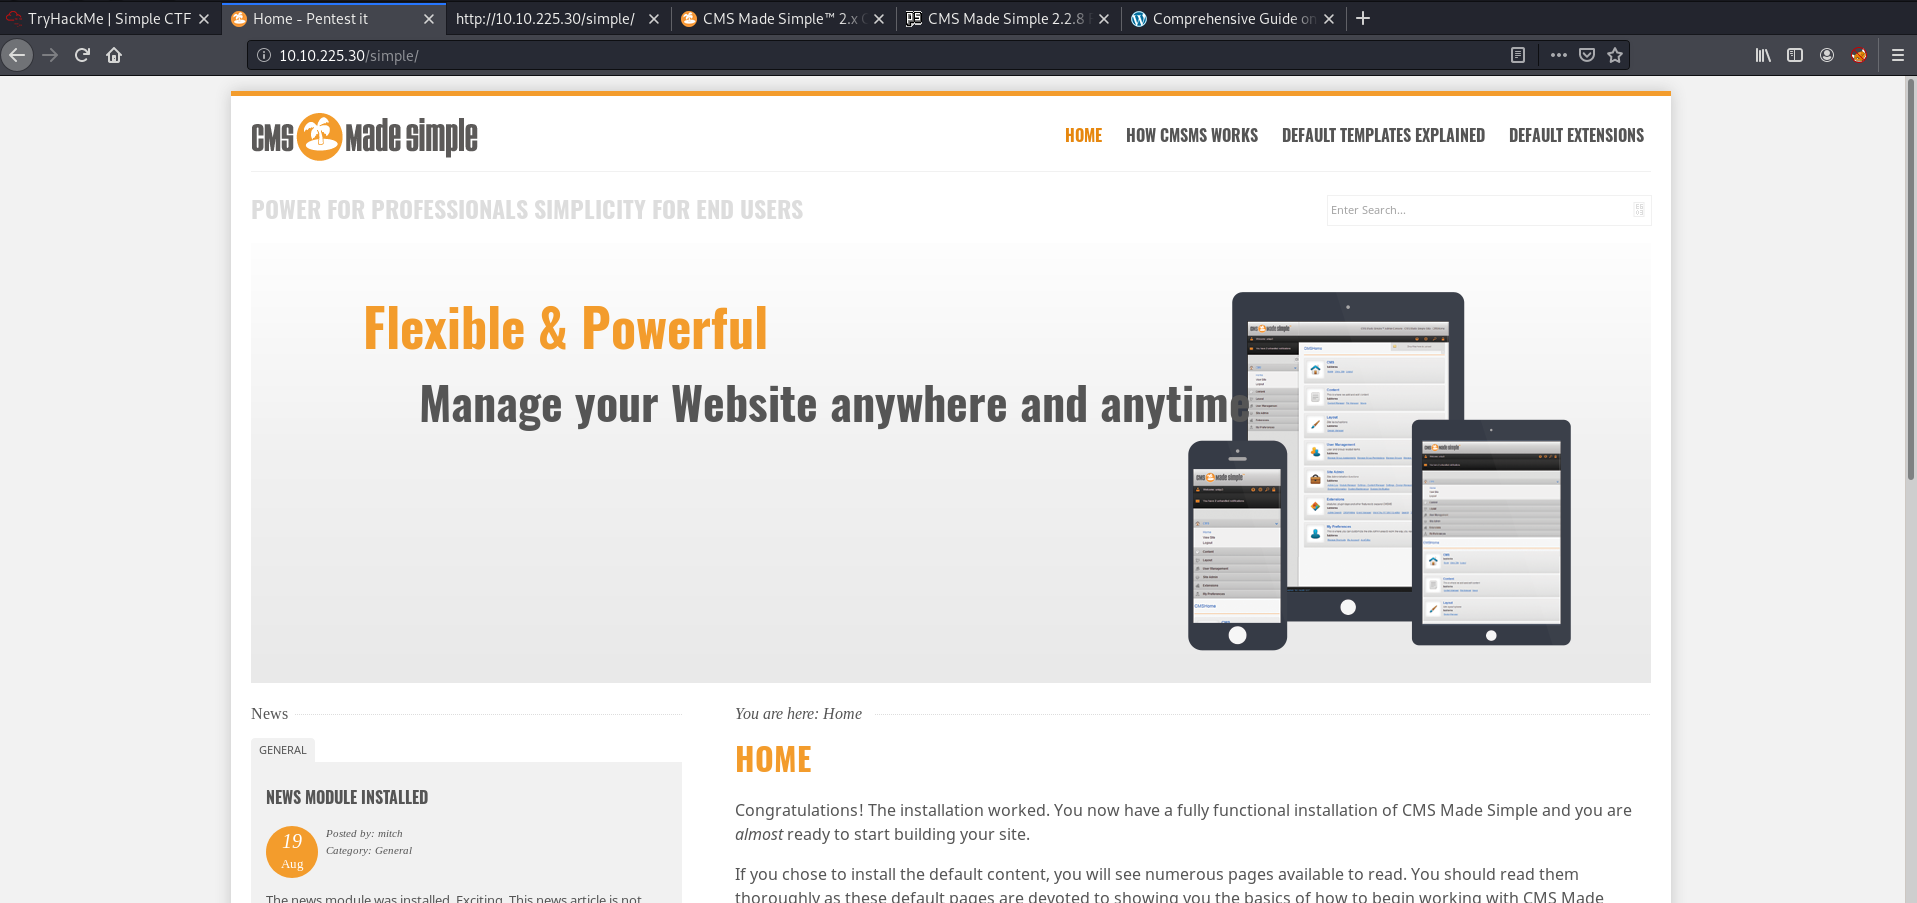 TryHackMe | Simple CTF
Home - Pentest it
http://10.10.225.30/simple/
CMS Made Simple™ 2.x
CMS Made Simple 2.2.8
Comprehensive Guide on
10.10.225.30/simple/
CMS Made Simple
HOME
HOW CMSMS WORKS
DEFAULT TEMPLATES EXPLAINED
DEFAULT EXTENSIONS
POWER FOR PROFESSIONALS SIMPLICITY FOR END USERS
Enter Search...
Flexible & Powerful
Manage your Website anywhere and anytime
News
You are here: Home
GENERAL
HOME
NEWS MODULE INSTALLED
19
Aug
Posted by: mitch
Category: General
The news module was installed. Exciting. This news article is not
Congratulations! The installation worked. You now have a fully functional installation of CMS Made Simple and you are
almost ready to start building your site.
If you chose to install the default content, you will see numerous pages available to read. You should read them
thoroughly as these default pages are devoted to showing you the basics of how to begin working with CMS Made